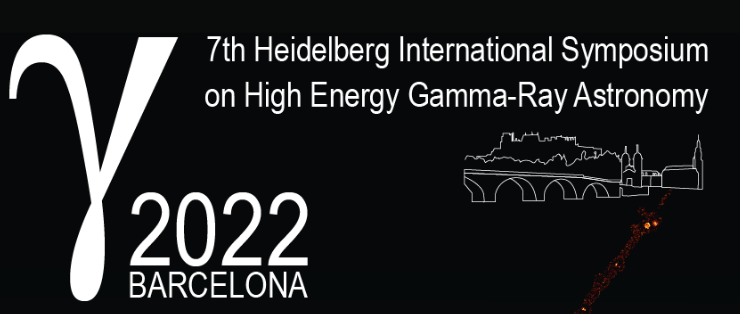 7th Heidelberg International Symposium
on High Energy Gamma-Ray Astronomy
γ
2022
BARCELONA